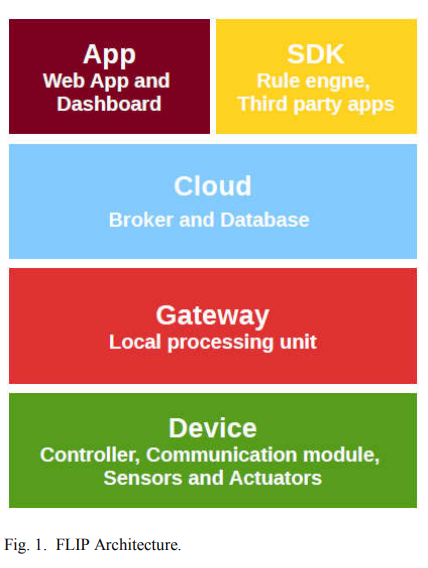 App
Web App and
Dashboard
SDK
Rule engne,
Third party apps
Cloud
Broker and Database
Gateway
Local processing unit
Device
Controller, Communication module,
Sensors and Actuators
Fig. 1. FLIP Architecture.